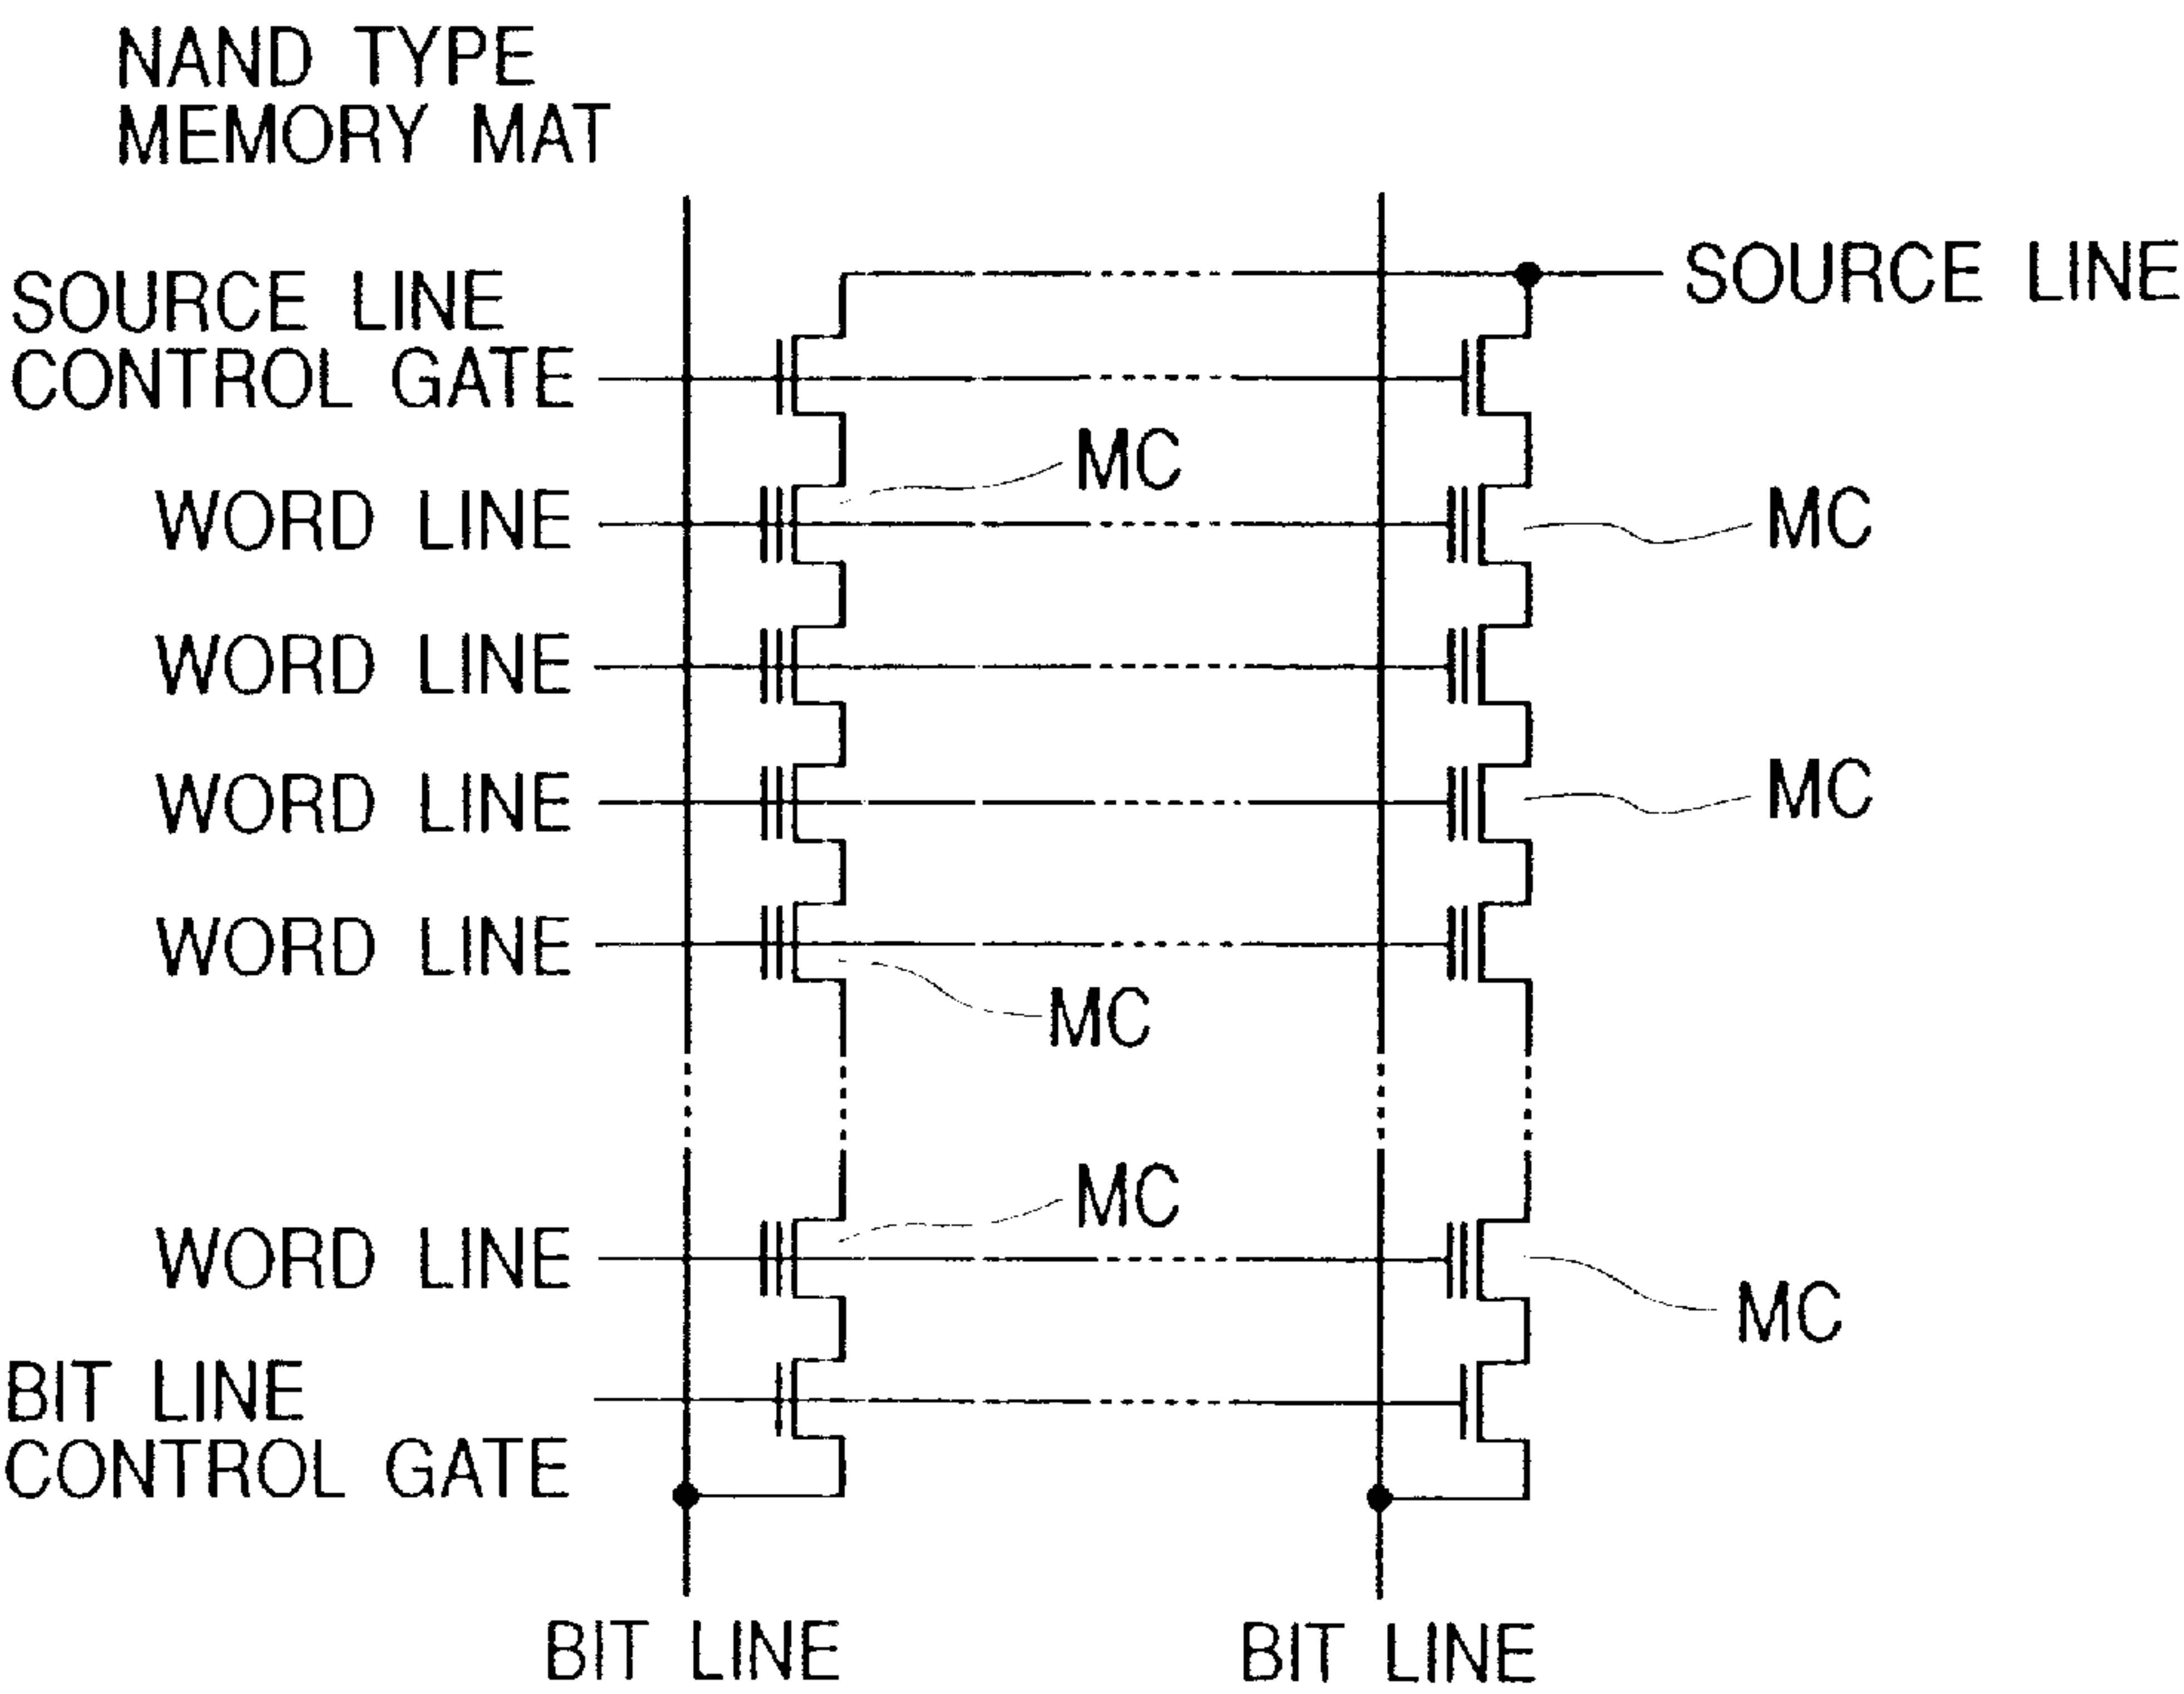 NAND TYPE
MEMORY MAT
SOURCE LINE
SOURCE LINE
CONTROL GATE
MC
WORD LINE
MC
WORD LINE
WORD LINE
MC
WORD LINE
MC
MC
WORD LINE
MC
BIT LINE
CONTROL GATE
BIT LINE
BIT LINE